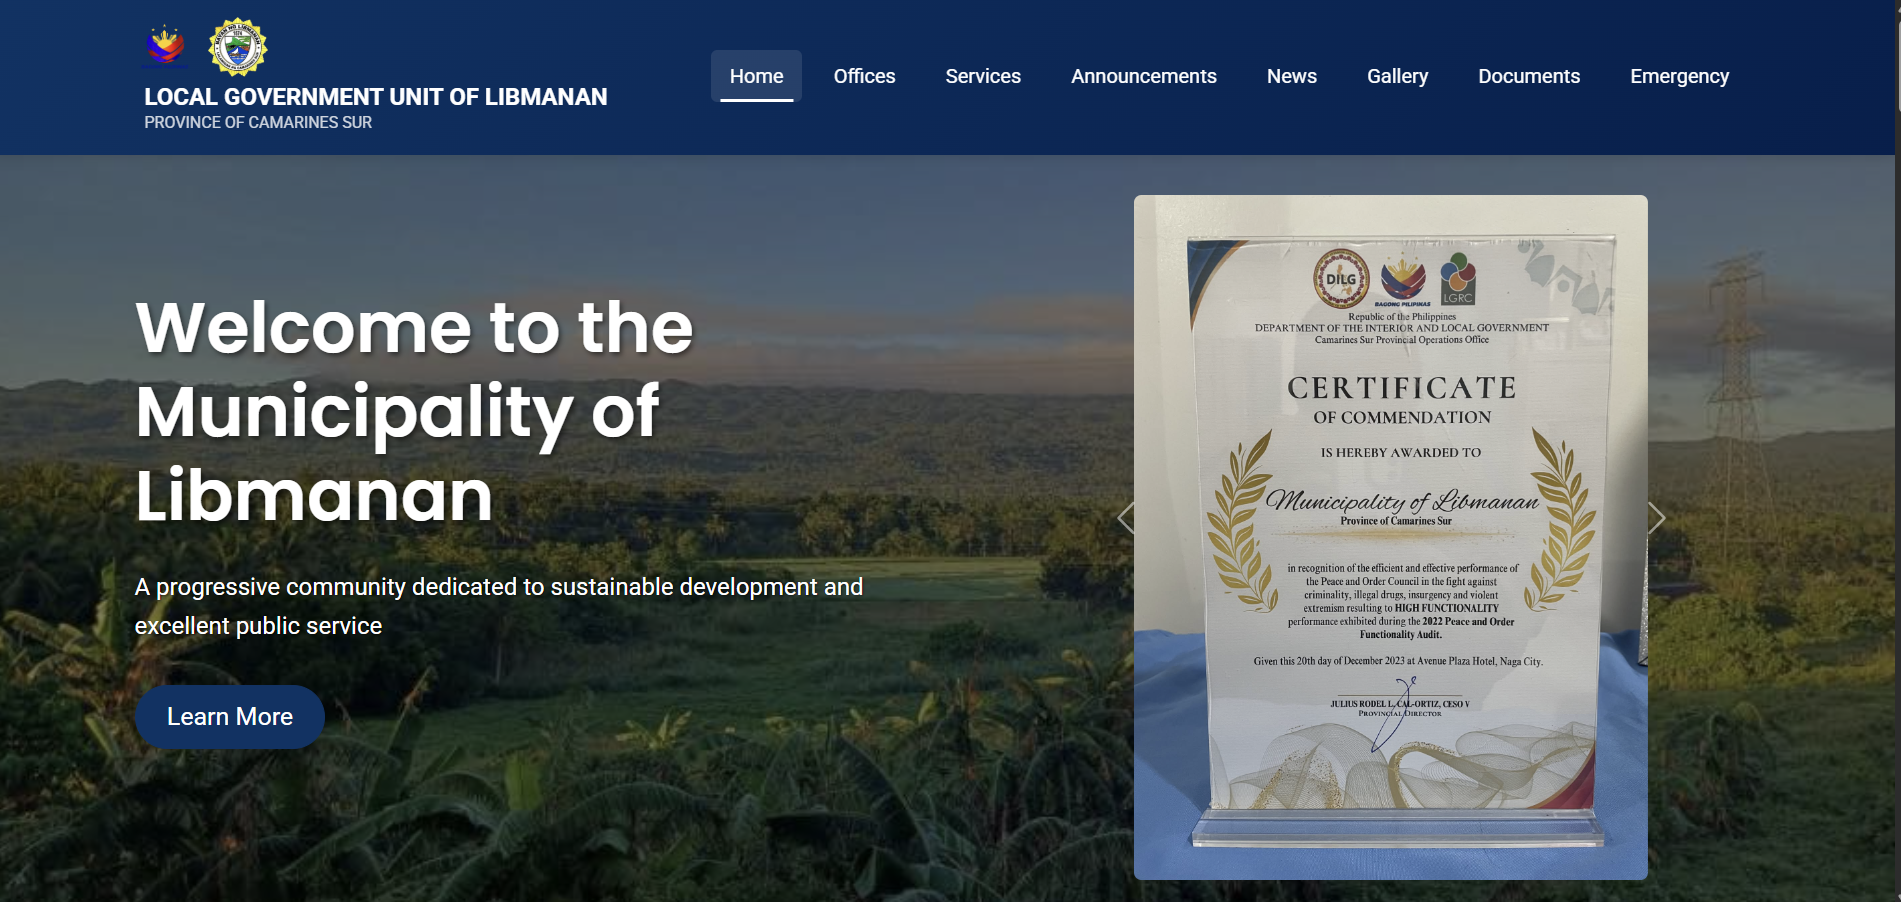 LOCAL GOVERNMENT UNIT OF LIBMANAN
PROVINCE OF CAMARINES SUR
Home
Offices
Services
Announcements
News
Gallery
Documents
Emergency
Welcome to the
Municipality of
Libmanan
A progressive community dedicated to sustainable development and
excellent public service
Learn More
DILG
BAGONG PILIPINAS
LGRC
Republic of the Philippines
DEPARTMENT OF THE INTERIOR AND LOCAL GOVERNMENT
Camarines Sur Provincial Operations Office
CERTIFICATE
OF COMMENDATION
IS HEREBY AWARDED TO
Municipality of Libmanan
Province of Camarines Sur
in recognition of the efficient and effective performance of
the Peace and Order Council in the fight against
criminality, illegal drugs, insurgency and violent
extremism resulting to HIGH FUNCTIONALITY
performance exhibited during the 2022 Peace and Order
Functionality Audit.
Given this 20th day of December 2023 at Avenue Plaza Hotel, Naga City.
JULIUS RODEL L. CAL-ORTIZ, CESO V
PROVINCIAL DIRECTOR